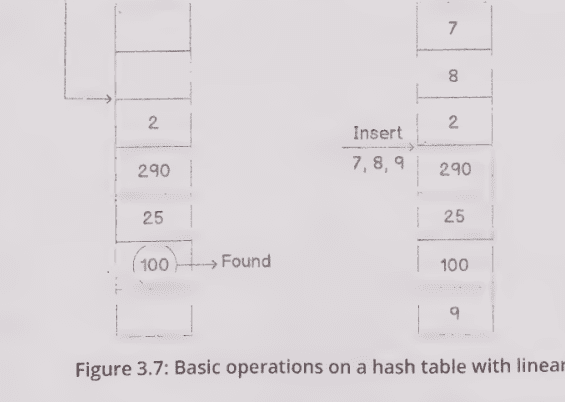 2
290
25
100
Found
Insert
7, 8, 9
7
8
2
290
25
100
9
Figure 3.7: Basic operations on a hash table with linear